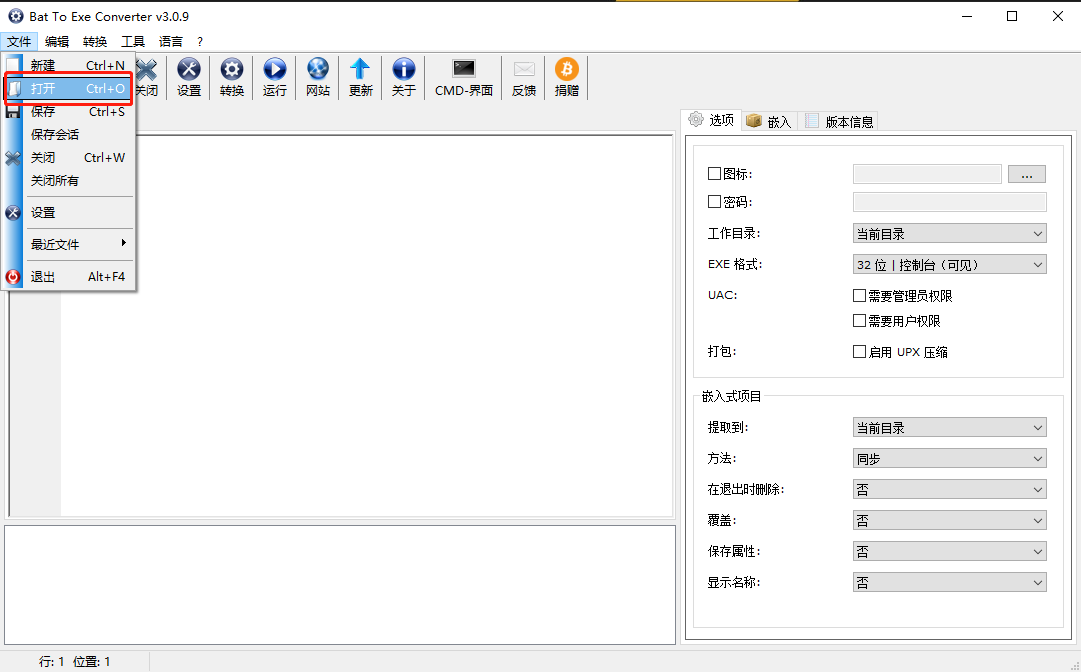 Bat To Exe Converter v3.0.9
文件 编辑 转换 工具 语言 ?
新建 Ctrl+N
打开 Ctrl+O
保存 Ctrl+S
保存会话
关闭 Ctrl+W
关闭所有
设置
最近文件
退出 Alt+F4
关闭 设置 转换 运行 网站 更新 关于 CMD-界面 反馈 捐赠
选项 嵌入 版本信息
图标: ...
密码:
工作目录: 当前目录
EXE 格式: 32 位 | 控制台 (可见)
UAC: 需要管理员权限
需要用户权限
打包: 启用 UPX 压缩
嵌入式项目
提取到: 当前目录
方法: 同步
在退出时删除: 否
覆盖: 否
保存属性: 否
显示名称: 否
行: 1 位置: 1